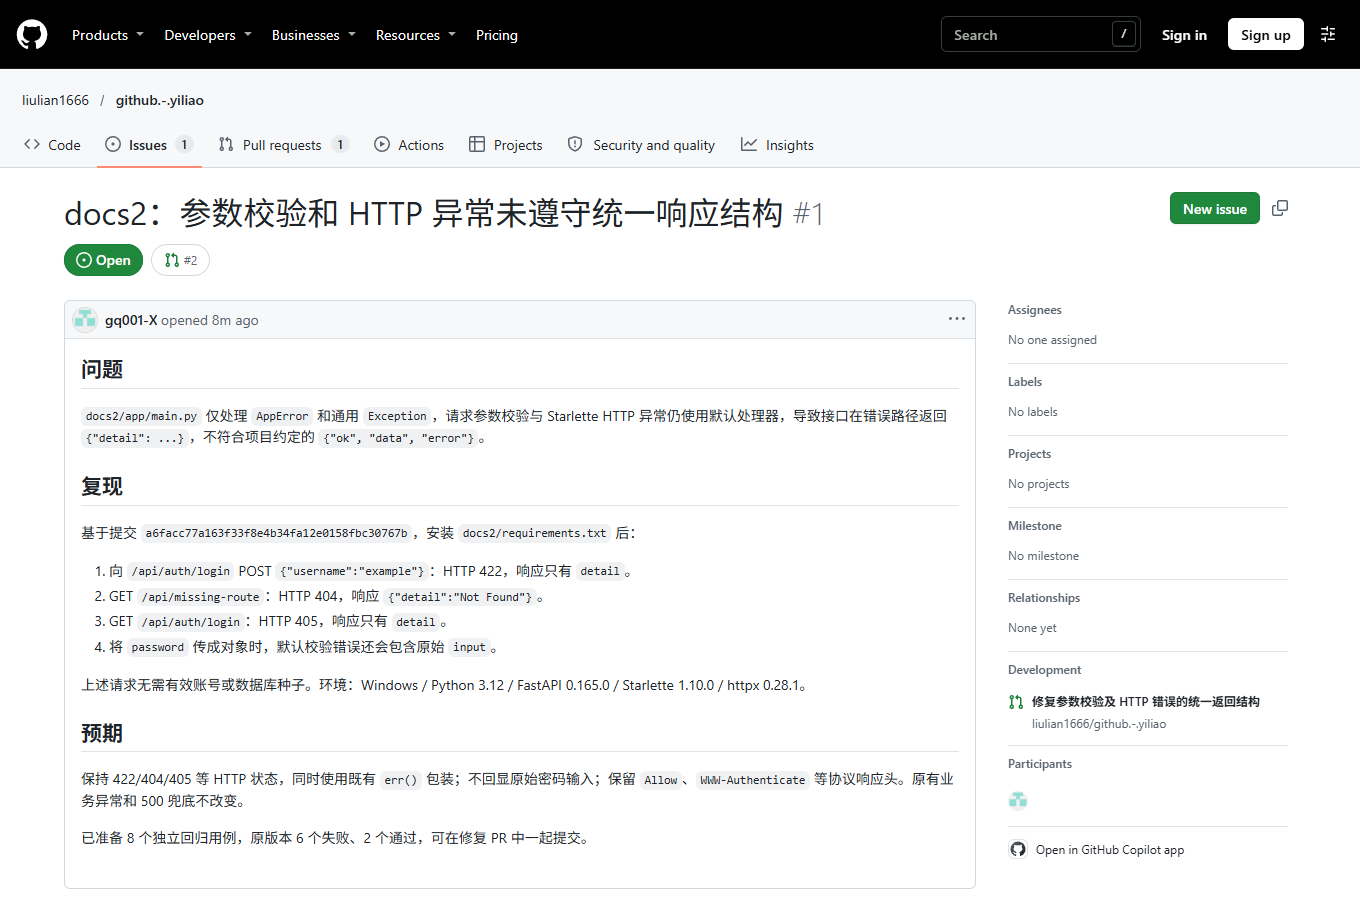 Products Developers Businesses Resources Pricing Search / Sign in Sign up
liulian1666 / github.-.yiliao
Code Issues 1 Pull requests 1 Actions Projects Security and quality Insights
docs2：参数校验和 HTTP 异常未遵守统一响应结构 #1
New issue
Open #2
gq001-X opened 8m ago
问题
docs2/app/main.py 仅处理 AppError 和通用 Exception，请求参数校验与 Starlette HTTP 异常仍使用默认处理器，导致接口在错误路径返回
{"detail": ...}，不符合项目约定的 {"ok", "data", "error"}。
复现
基于提交 a6facc77a163f33f8e4b34fa12e0158fbc30767b，安装 docs2/requirements.txt 后：
1. 向 /api/auth/login POST {"username":"example"}：HTTP 422，响应只有 detail。
2. GET /api/missing-route：HTTP 404，响应 {"detail":"Not Found"}。
3. GET /api/auth/login：HTTP 405，响应只有 detail。
4. 将 password 传成对象时，默认校验错误还会包含原始 input。
上述请求无需有效账号或数据库种子。环境：Windows / Python 3.12 / FastAPI 0.165.0 / Starlette 1.10.0 / httpx 0.28.1。
预期
保持 422/404/405 等 HTTP 状态，同时使用既有 err() 包装；不回显原始密码输入；保留 Allow、WWW-Authenticate 等协议响应头。原有业
务异常和 500 兜底不改变。
已准备 8 个独立回归用例，原版本 6 个失败、2 个通过，可在修复 PR 中一起提交。
Assignees
No one assigned
Labels
No labels
Projects
No projects
Milestone
No milestone
Relationships
None yet
Development
修复参数校验及 HTTP 错误的统一返回结构
liulian1666/github.-.yiliao
Participants
Open in GitHub Copilot app